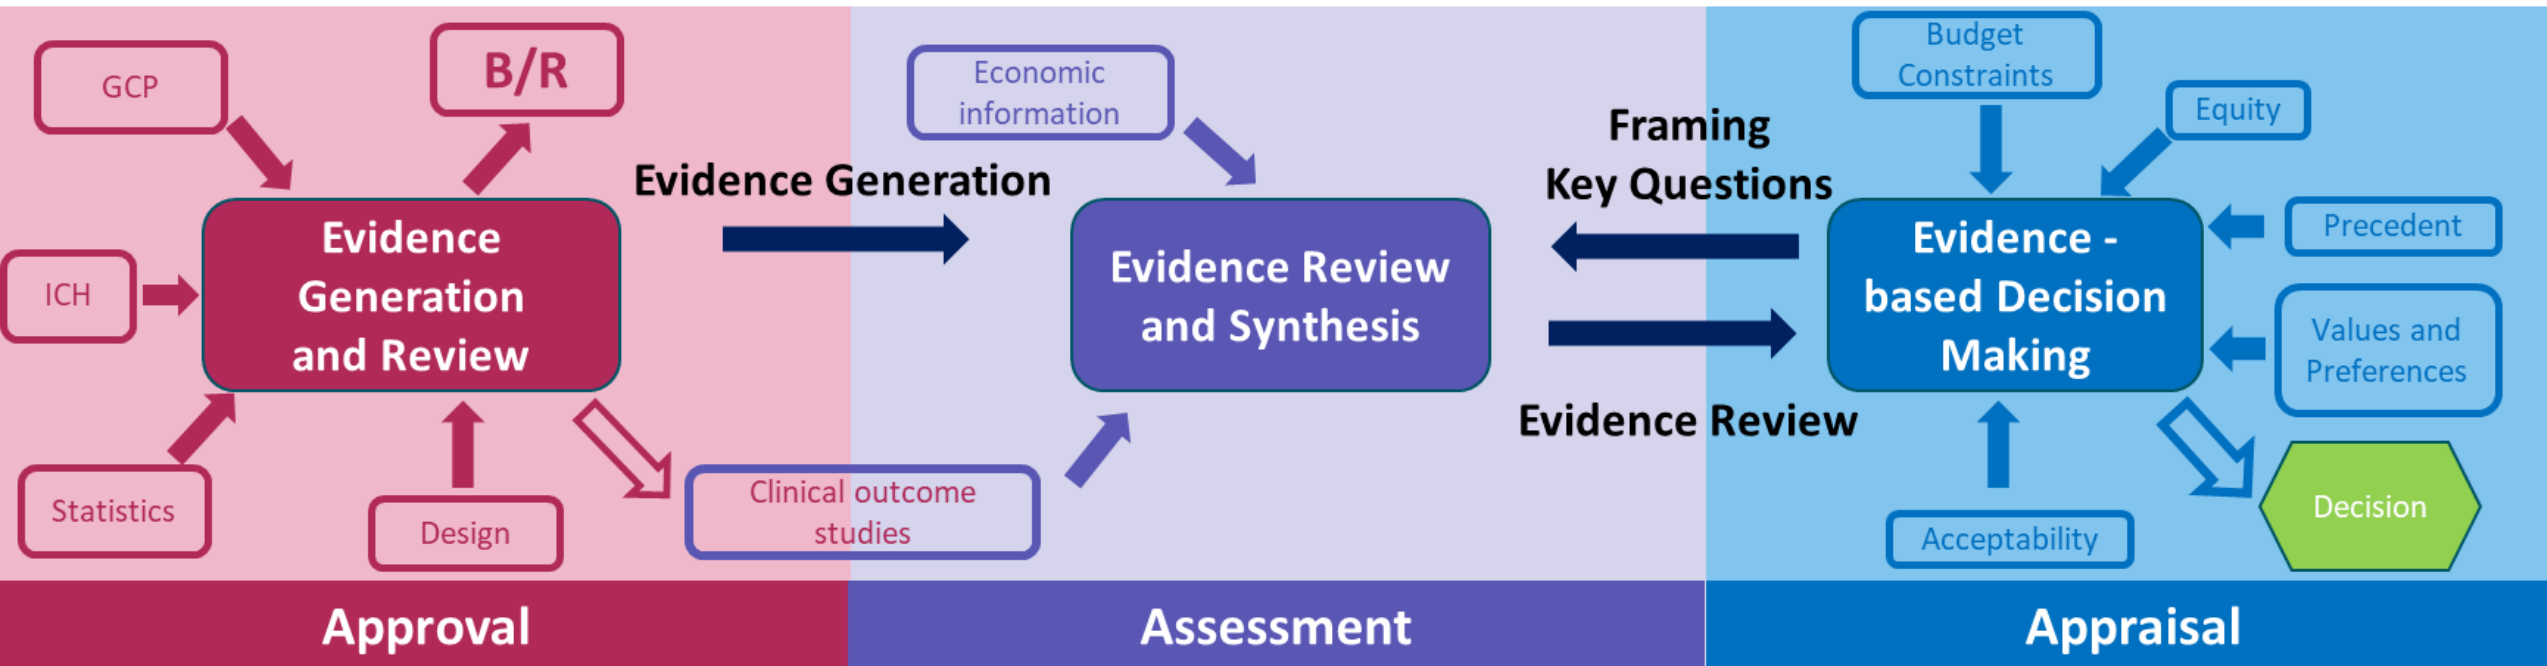 GCP
B/R
ICH
Evidence
Generation
and Review
Statistics
Design
Evidence Generation
Economic
information
Clinical outcome
studies
Evidence Review
and Synthesis
Framing
Key Questions
Evidence Review
Budget
Constraints
Equity
Precedent
Values and
Preferences
Evidence -
based Decision
Making
Acceptability
Decision
Approval
Assessment
Appraisal